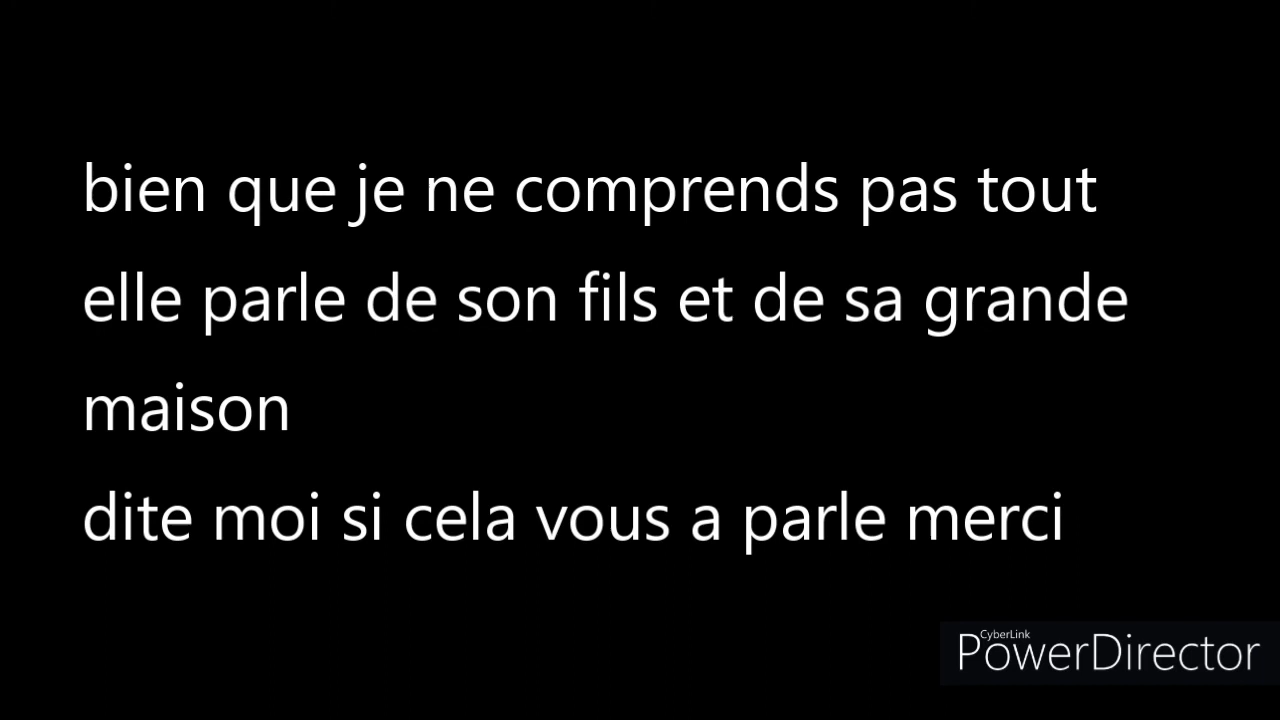 bien que je ne comprends pas tout
elle parle de son fils et de sa grande
maison
dite moi si cela vous a parle merci
CyberLink
PowerDirector